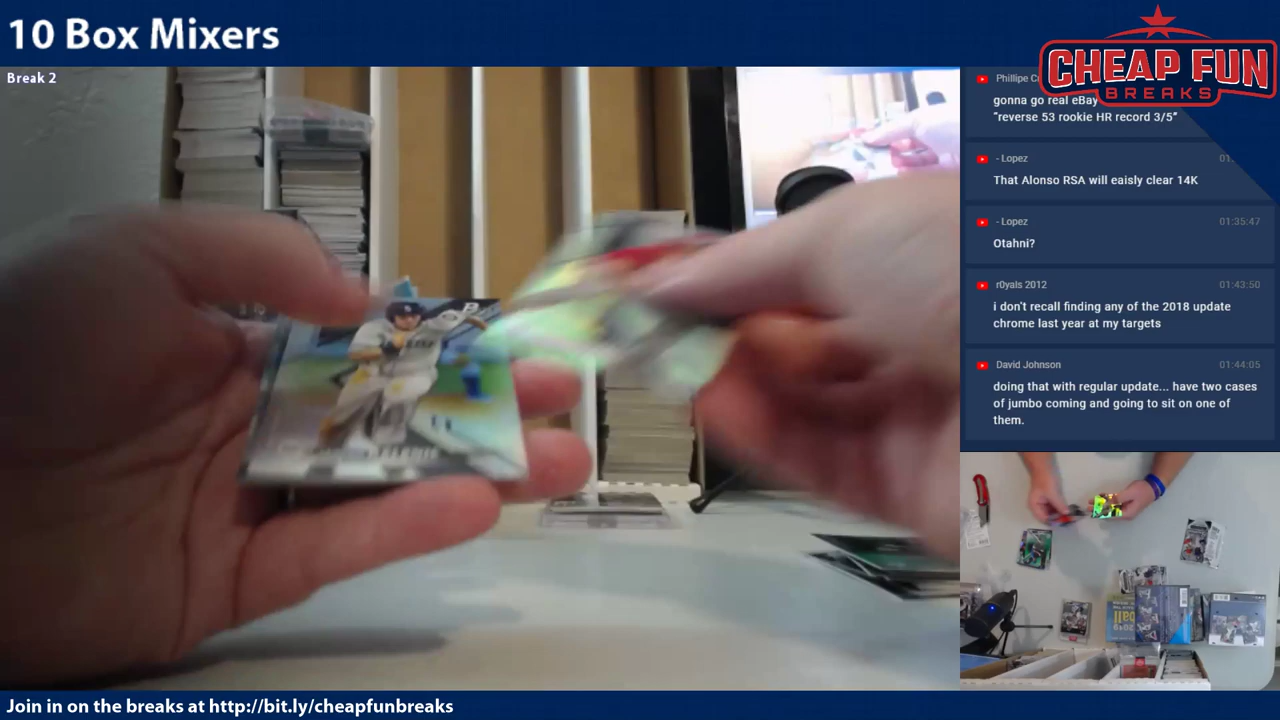 10 Box Mixers
Break 2
CHEAP FUN
BREAKS
Phillipe
gonna go real eBay
"reverse 53 rookie HR record 3/5"
- Lopez
That Alonso RSA will eaisly clear 14K
- Lopez
01:35:47
Otahni?
r0yals 2012
01:43:50
i don't recall finding any of the 2018 update
chrome last year at my targets
David Johnson
01:44:05
doing that with regular update... have two cases
of jumbo coming and going to sit on one of
them.
Join in on the breaks at http://bit.ly/cheapfunbreaks